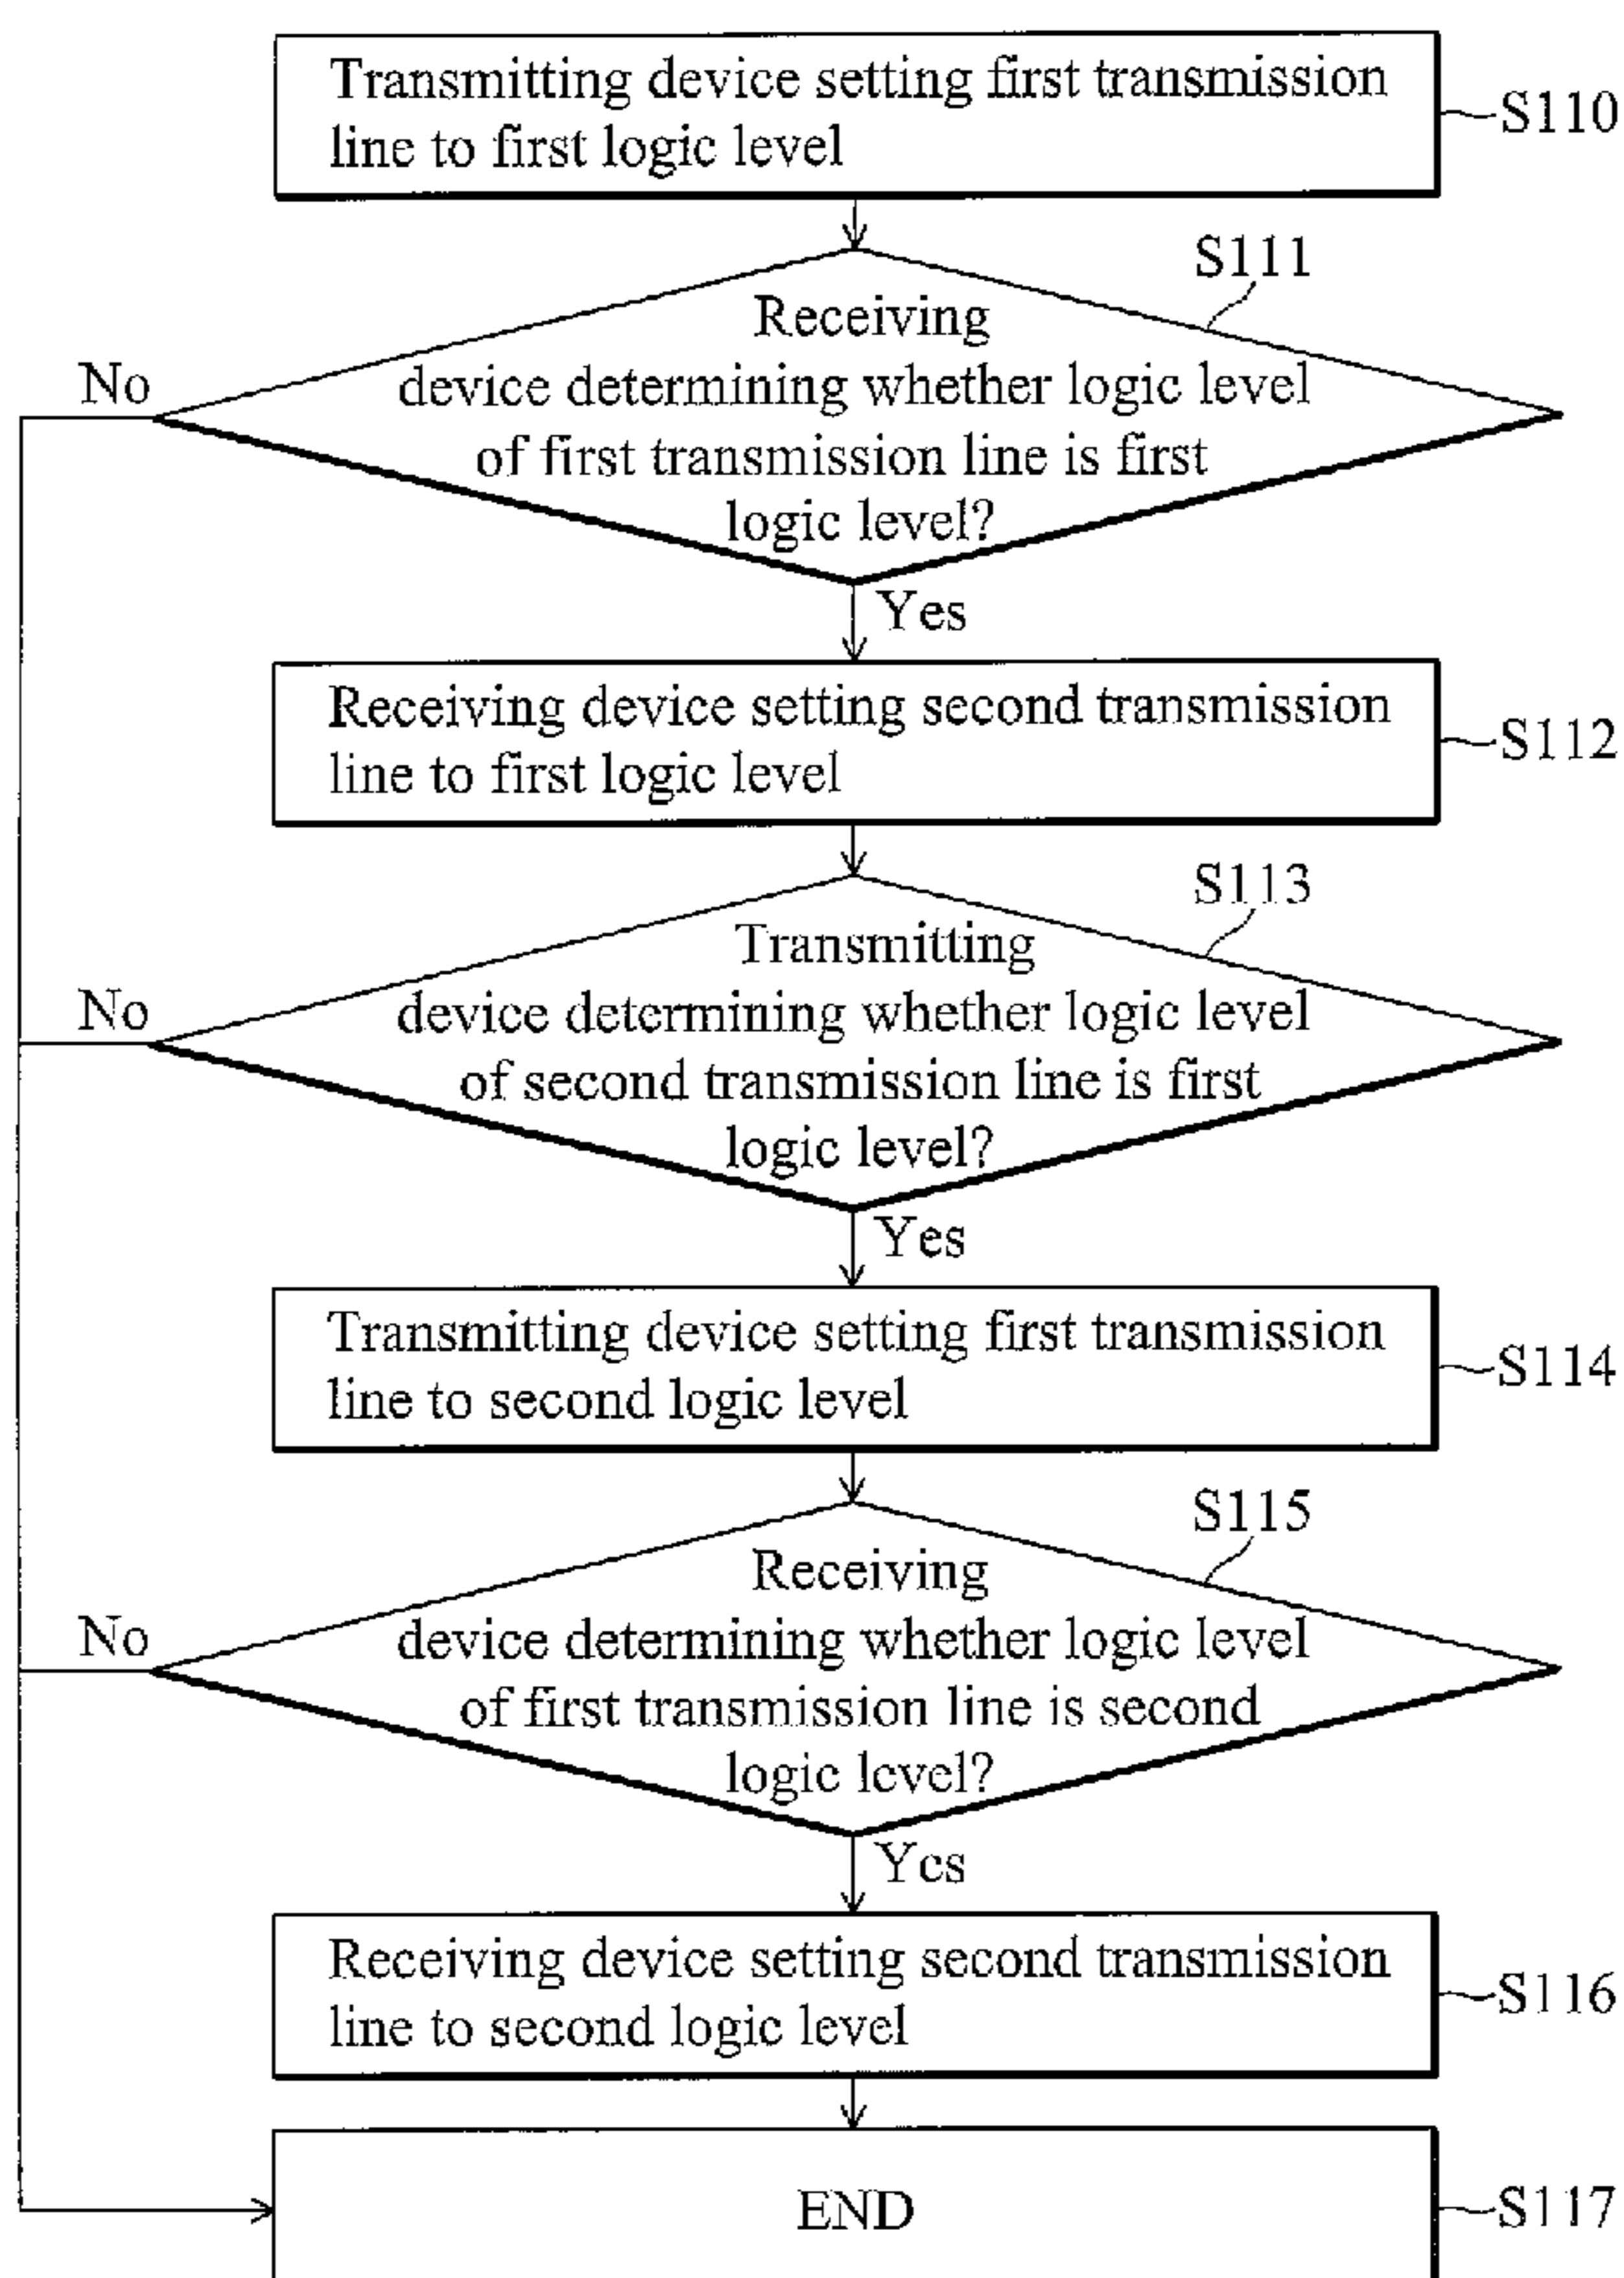 Transmitting device setting first transmission
line to first logic level
S110
S111
Receiving
device determining whether logic level
of first transmission line is first
logic level?
No
Yes
Receiving device setting second transmission
line to first logic level
S112
S113
Transmitting
device determining whether logic level
of second transmission line is first
logic level?
No
Yes
Transmitting device setting first transmission
line to second logic level
S114
S115
Receiving
device determining whether logic level
of first transmission line is second
logic level?
No
Yes
Receiving device setting second transmission
line to second logic level
S116
END
S117